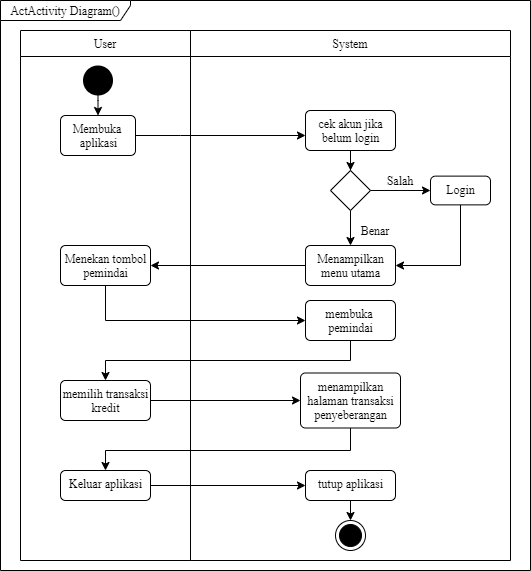 ActActivity Diagram()
User
System
Membuka
aplikasi
cek akun jika
belum login
Salah
Login
Benar
Menekan tombol
pemindai
Menampilkan
menu utama
membuka
pemindai
memilih transaksi
kredit
menampilkan
halaman transaksi
penyeberangan
Keluar aplikasi
tutup aplikasi